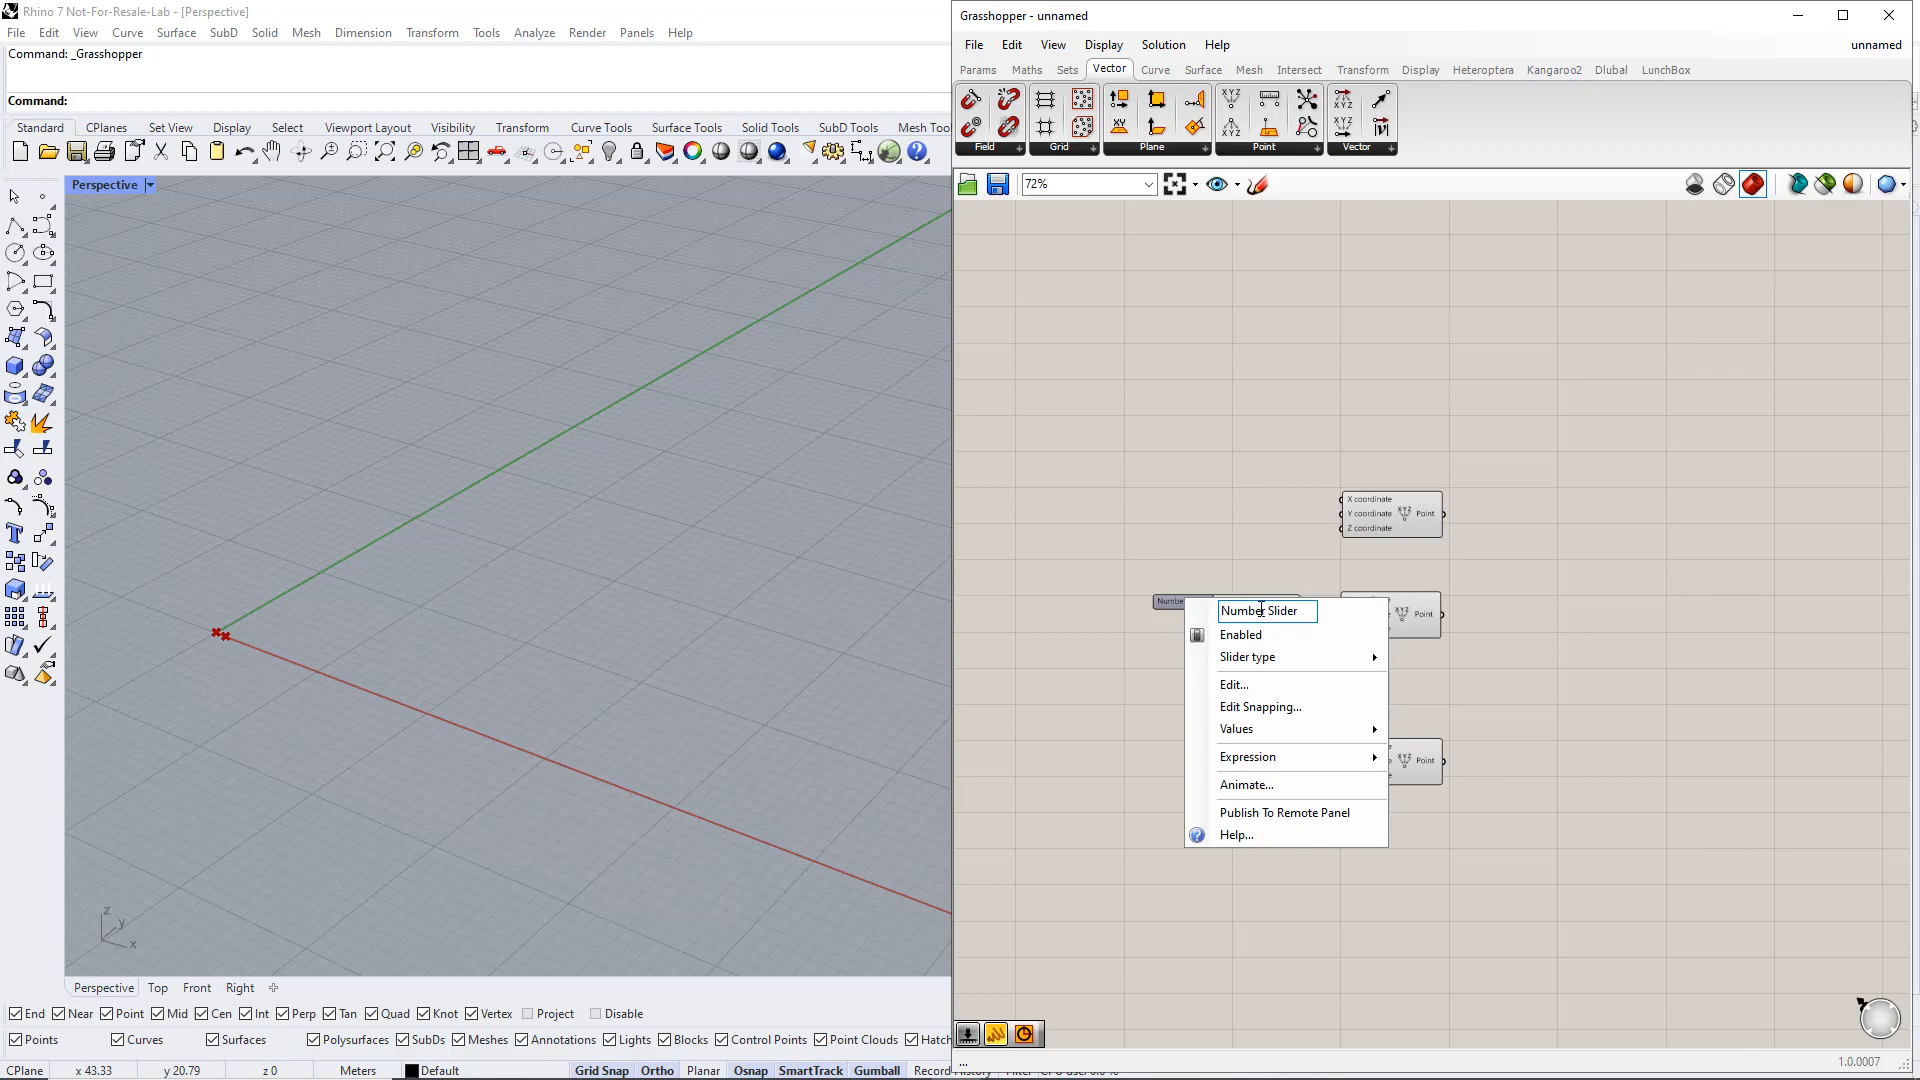 Rhino 7 Not-For-Resale-Lab - [Perspective]
File Edit View Curve Surface SubD Solid Mesh Dimension Transform Tools Analyze Render Panels Help
Command: _Grasshopper
Command:
Standard CPlanes Set View Display Select Viewport Layout Visibility Transform Curve Tools Surface Tools Solid Tools SubD Tools Mesh Too
Perspective
z
y
x
Perspective Top Front Right
End Near Point Mid Cen Int Perp Tan Quad Knot Vertex Project Disable
Points Curves Surfaces Polysurfaces SubDs Meshes Annotations Lights Blocks Control Points Point Clouds Hatch
CPlane x 43.33 y 20.79 z 0 Meters Default Grid Snap Ortho Planar Osnap SmartTrack Gumball Record History
Grasshopper - unnamed
File Edit View Display Solution Help unnamed
Params Maths Sets Vector Curve Surface Mesh Intersect Transform Display Heteroptera Kangaroo2 Dlubal LunchBox
Field Grid Plane Point Vector
72%
X coordinate
Y coordinate
Z coordinate
Point
Numbe
Point
Number Slider
Enabled
Slider type
Edit...
Edit Snapping...
Values
Expression
Animate...
Publish To Remote Panel
Help...
Point
...
1.0.0007